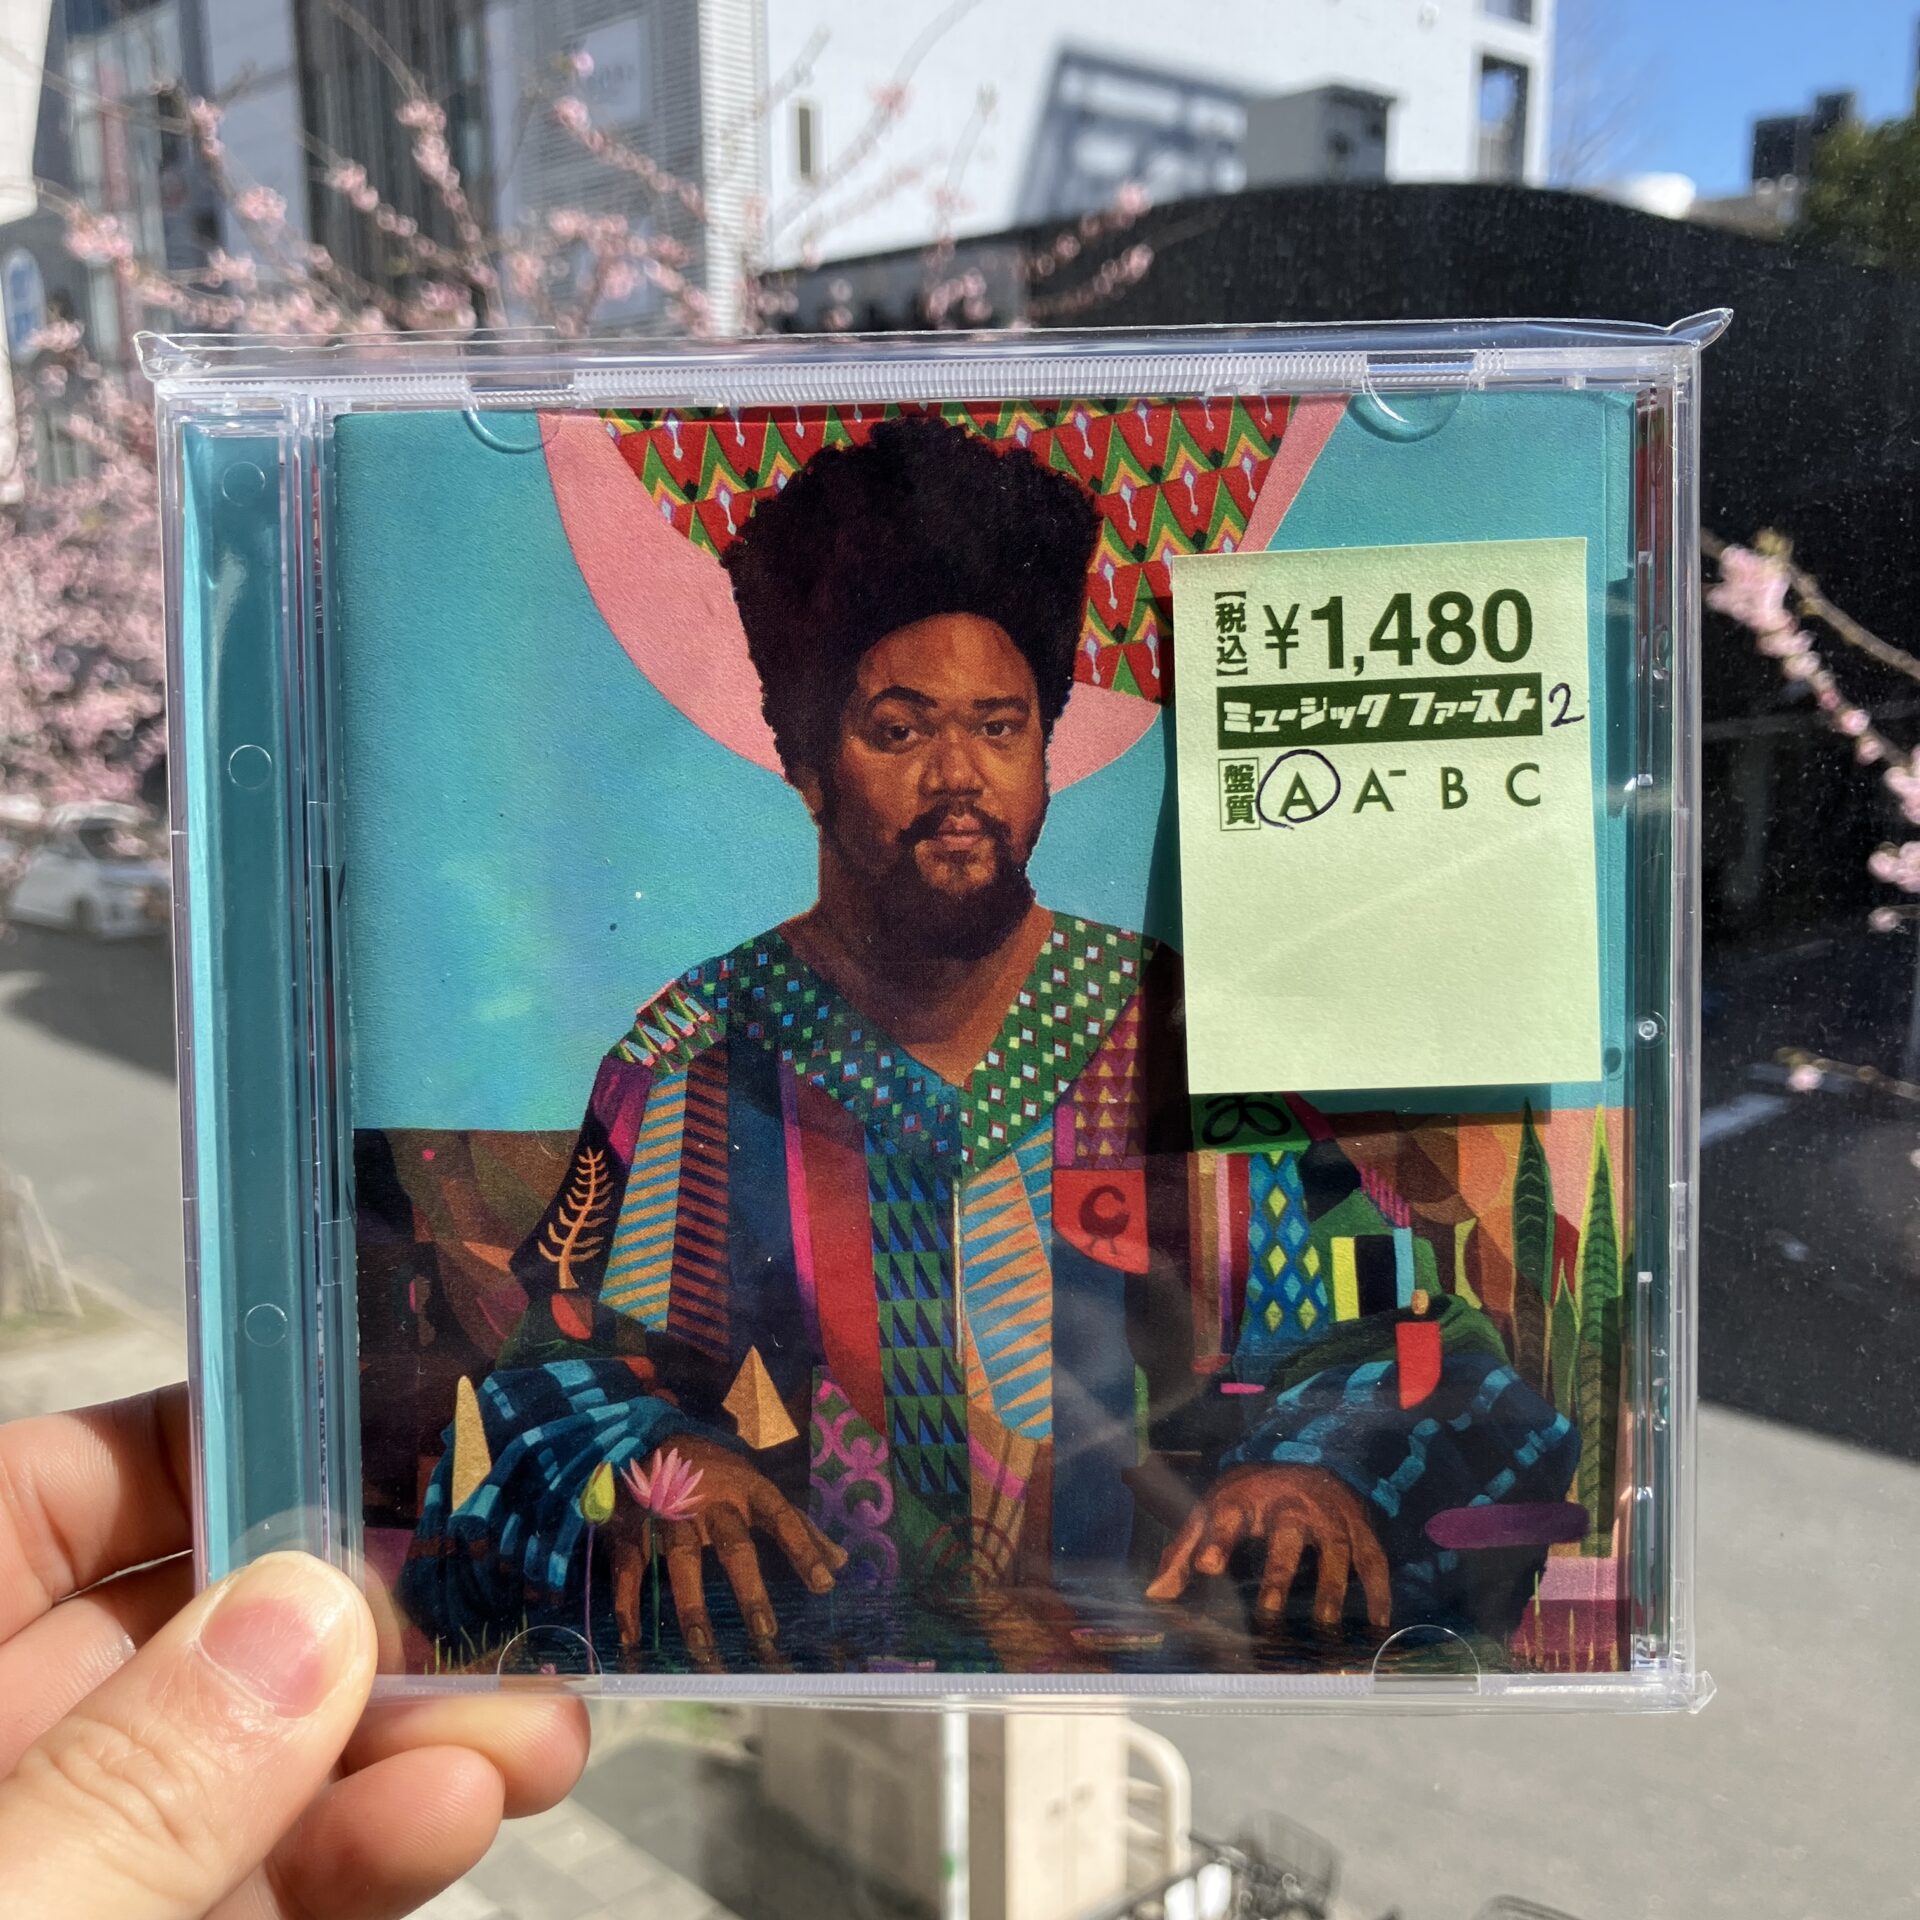 【税込】 ¥1,480
ミュージックファースト 2
盤質 A A⁻ B C